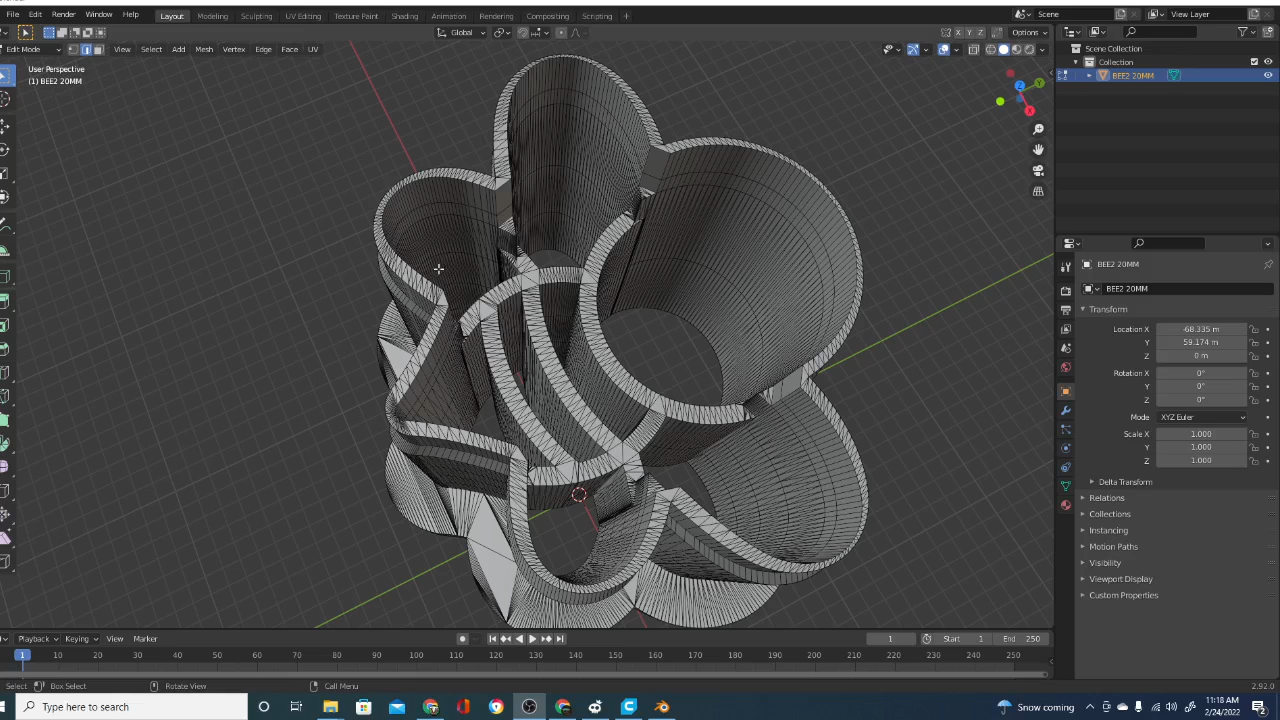 File Edit Render Window Help Layout Modeling Sculpting UV Editing Texture Paint Shading Animation Rendering Compositing Scripting + Scene View Layer
Global Options X Y Z
Edit Mode View Select Add Mesh Vertex Edge Face UV
User Perspective
(1) BEE2 20MM
Z
Y
X
Scene Collection
Collection
BEE2 20MM
BEE2 20MM
BEE2 20MM
Transform
Location X -68.335 m
Y 59.174 m
Z 0 m
Rotation X 0°
Y 0°
Z 0°
Mode XYZ Euler
Scale X 1.000
Y 1.000
Z 1.000
Delta Transform
Relations
Collections
Instancing
Motion Paths
Visibility
Viewport Display
Custom Properties
Playback Keying View Marker 1 Start 1 End 250
1 10 20 30 40 50 60 70 80 90 100 110 120 130 140 150 160 170 180 190 200 210 220 230 240 250
Select Box Select Rotate View Call Menu 2.92.0
Type here to search
Snow coming
11:18 AM
2/24/2022
2